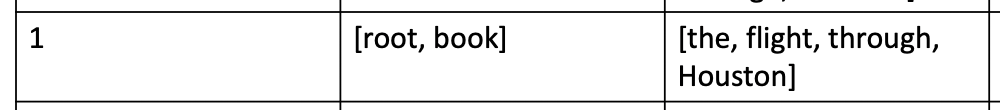 1
[root, book]
[the, flight, through,
Houston]